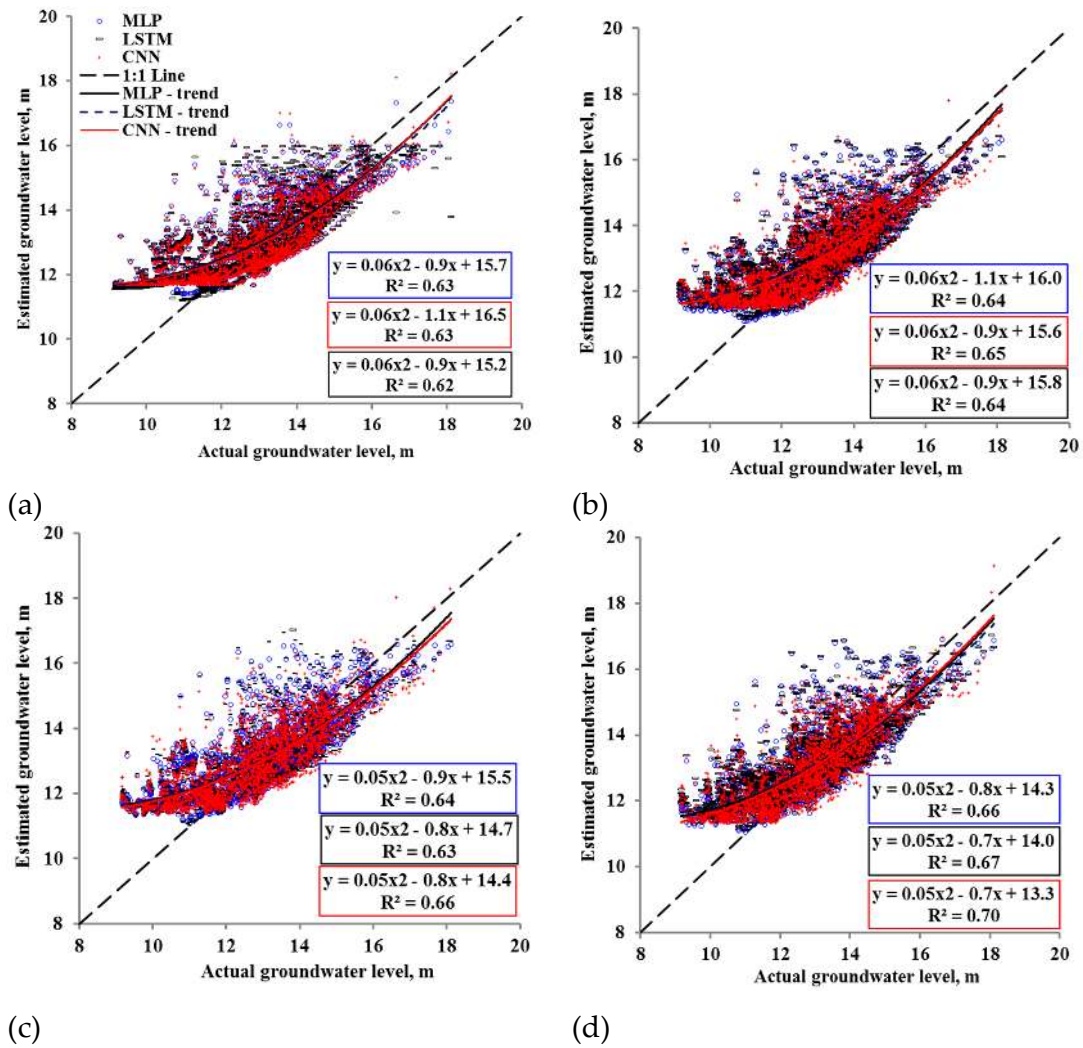 20
18
16
14
12
10
8
Estimated groundwater level, m
MLP
LSTM
CNN
1:1 Line
MLP - trend
LSTM - trend
CNN - trend
y = 0.06x2 - 0.9x + 15.7
R² = 0.63
y = 0.06x2 - 1.1x + 16.5
R² = 0.63
y = 0.06x2 - 0.9x + 15.2
R² = 0.62
8 10 12 14 16 18 20
Actual groundwater level, m
(a)
20
18
16
14
12
10
8
Estimated groundwater level, m
y = 0.06x2 - 1.1x + 16.0
R² = 0.64
y = 0.06x2 - 0.9x + 15.6
R² = 0.65
y = 0.06x2 - 0.9x + 15.8
R² = 0.64
8 10 12 14 16 18 20
Actual groundwater level, m
(b)
20
18
16
14
12
10
8
Estimated groundwater level, m
y = 0.05x2 - 0.9x + 15.5
R² = 0.64
y = 0.05x2 - 0.8x + 14.7
R² = 0.63
y = 0.05x2 - 0.8x + 14.4
R² = 0.66
8 10 12 14 16 18 20
Actual groundwater level, m
(c)
20
18
16
14
12
10
8
Estimated groundwater level, m
y = 0.05x2 - 0.8x + 14.3
R² = 0.66
y = 0.05x2 - 0.7x + 14.0
R² = 0.67
y = 0.05x2 - 0.7x + 13.3
R² = 0.70
8 10 12 14 16 18 20
Actual groundwater level, m
(d)